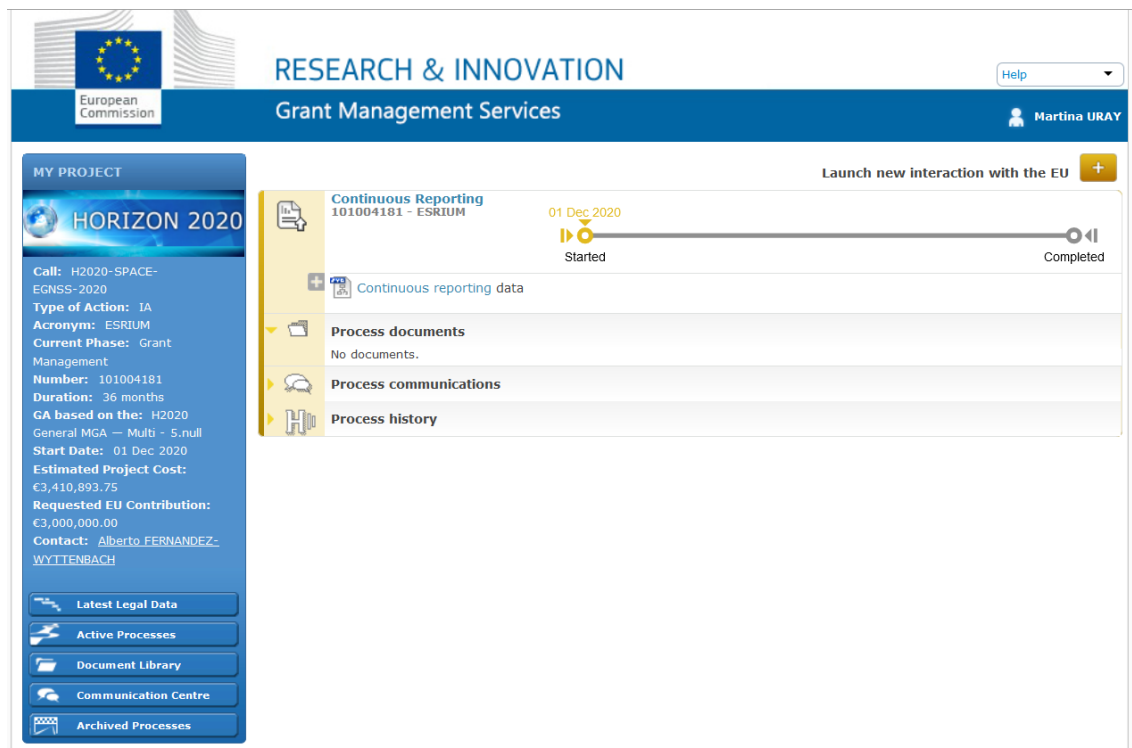 European
Commission
RESEARCH & INNOVATION
Grant Management Services
Help
Martina URAY
MY PROJECT
HORIZON 2020
Call: H2020-SPACE-
EGNSS-2020
Type of Action: IA
Acronym: ESRIUM
Current Phase: Grant
Management
Number: 101004181
Duration: 36 months
GA based on the: H2020
General MGA — Multi - 5.null
Start Date: 01 Dec 2020
Estimated Project Cost:
€3,410,893.75
Requested EU Contribution:
€3,000,000.00
Contact: Alberto FERNANDEZ-
WYTTENBACH
Latest Legal Data
Active Processes
Document Library
Communication Centre
Archived Processes
Launch new interaction with the EU +
Continuous Reporting
101004181 - ESRIUM
01 Dec 2020
Started
Completed
Continuous reporting data
Process documents
No documents.
Process communications
Process history